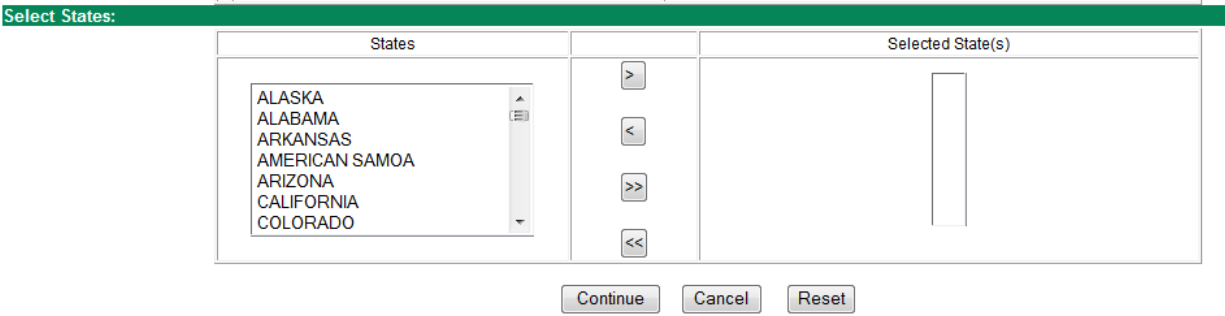 Select States:
States Selected State(s)
ALASKA
ALABAMA
ARKANSAS
AMERICAN SAMOA
ARIZONA
CALIFORNIA
COLORADO
>
<
>>
<<
Continue Cancel Reset